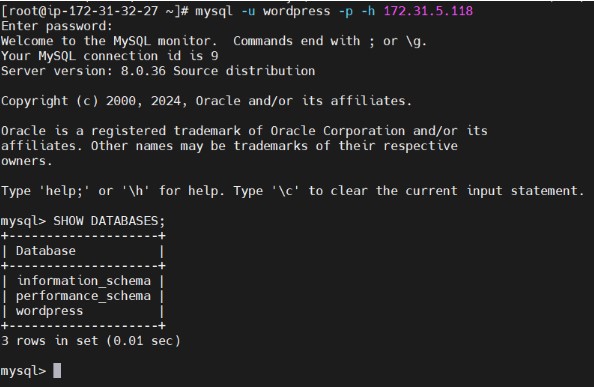 [root@ip-172-31-32-27 ~]# mysql -u wordpress -p -h 172.31.5.118
Enter password:
Welcome to the MySQL monitor.  Commands end with ; or \g.
Your MySQL connection id is 9
Server version: 8.0.36 Source distribution

Copyright (c) 2000, 2024, Oracle and/or its affiliates.

Oracle is a registered trademark of Oracle Corporation and/or its
affiliates. Other names may be trademarks of their respective
owners.

Type 'help;' or '\h' for help. Type '\c' to clear the current input statement.

mysql> SHOW DATABASES;
+--------------------+
| Database           |
+--------------------+
| information_schema |
| performance_schema |
| wordpress          |
+--------------------+
3 rows in set (0.01 sec)

mysql>